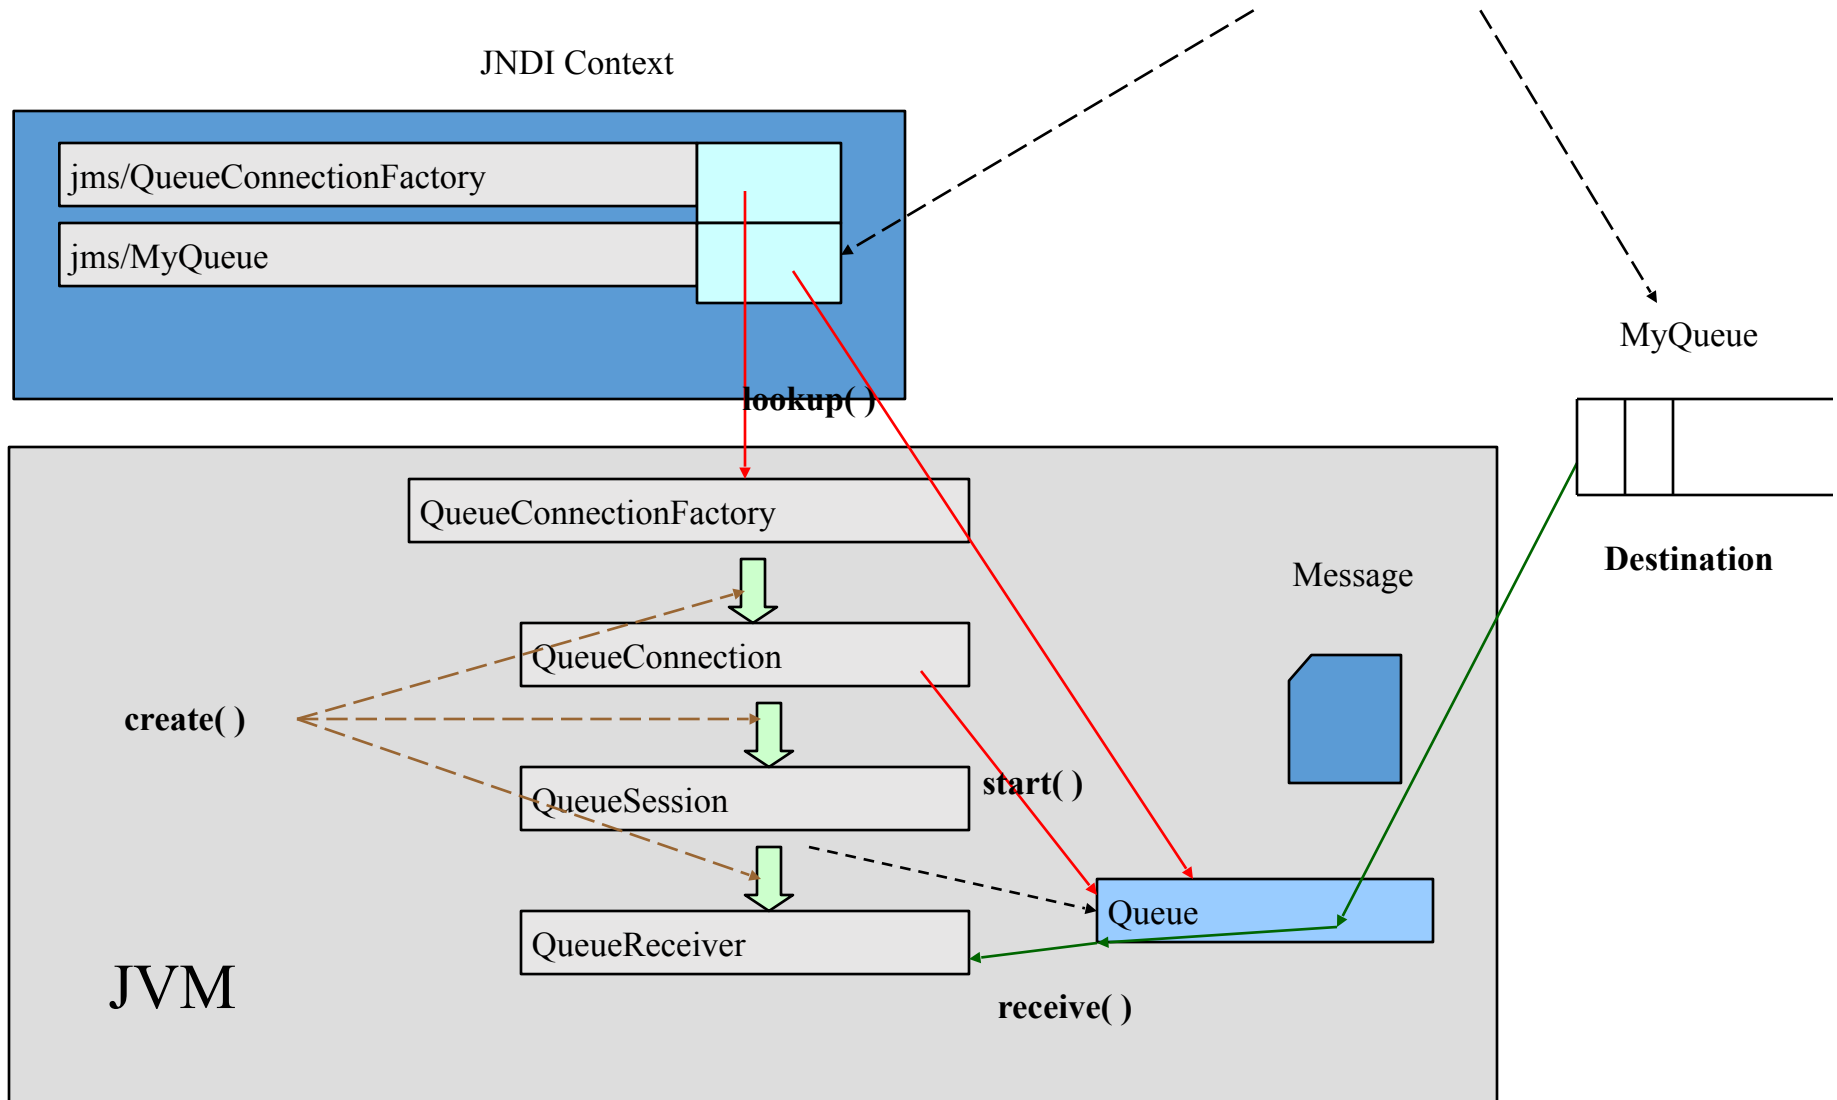 JNDI Context
jms/QueueConnectionFactory
jms/MyQueue
MyQueue
lookup( )
QueueConnectionFactory
Destination
Message
QueueConnection
create( )
start( )
QueueSession
Queue
QueueReceiver
JVM
receive( )